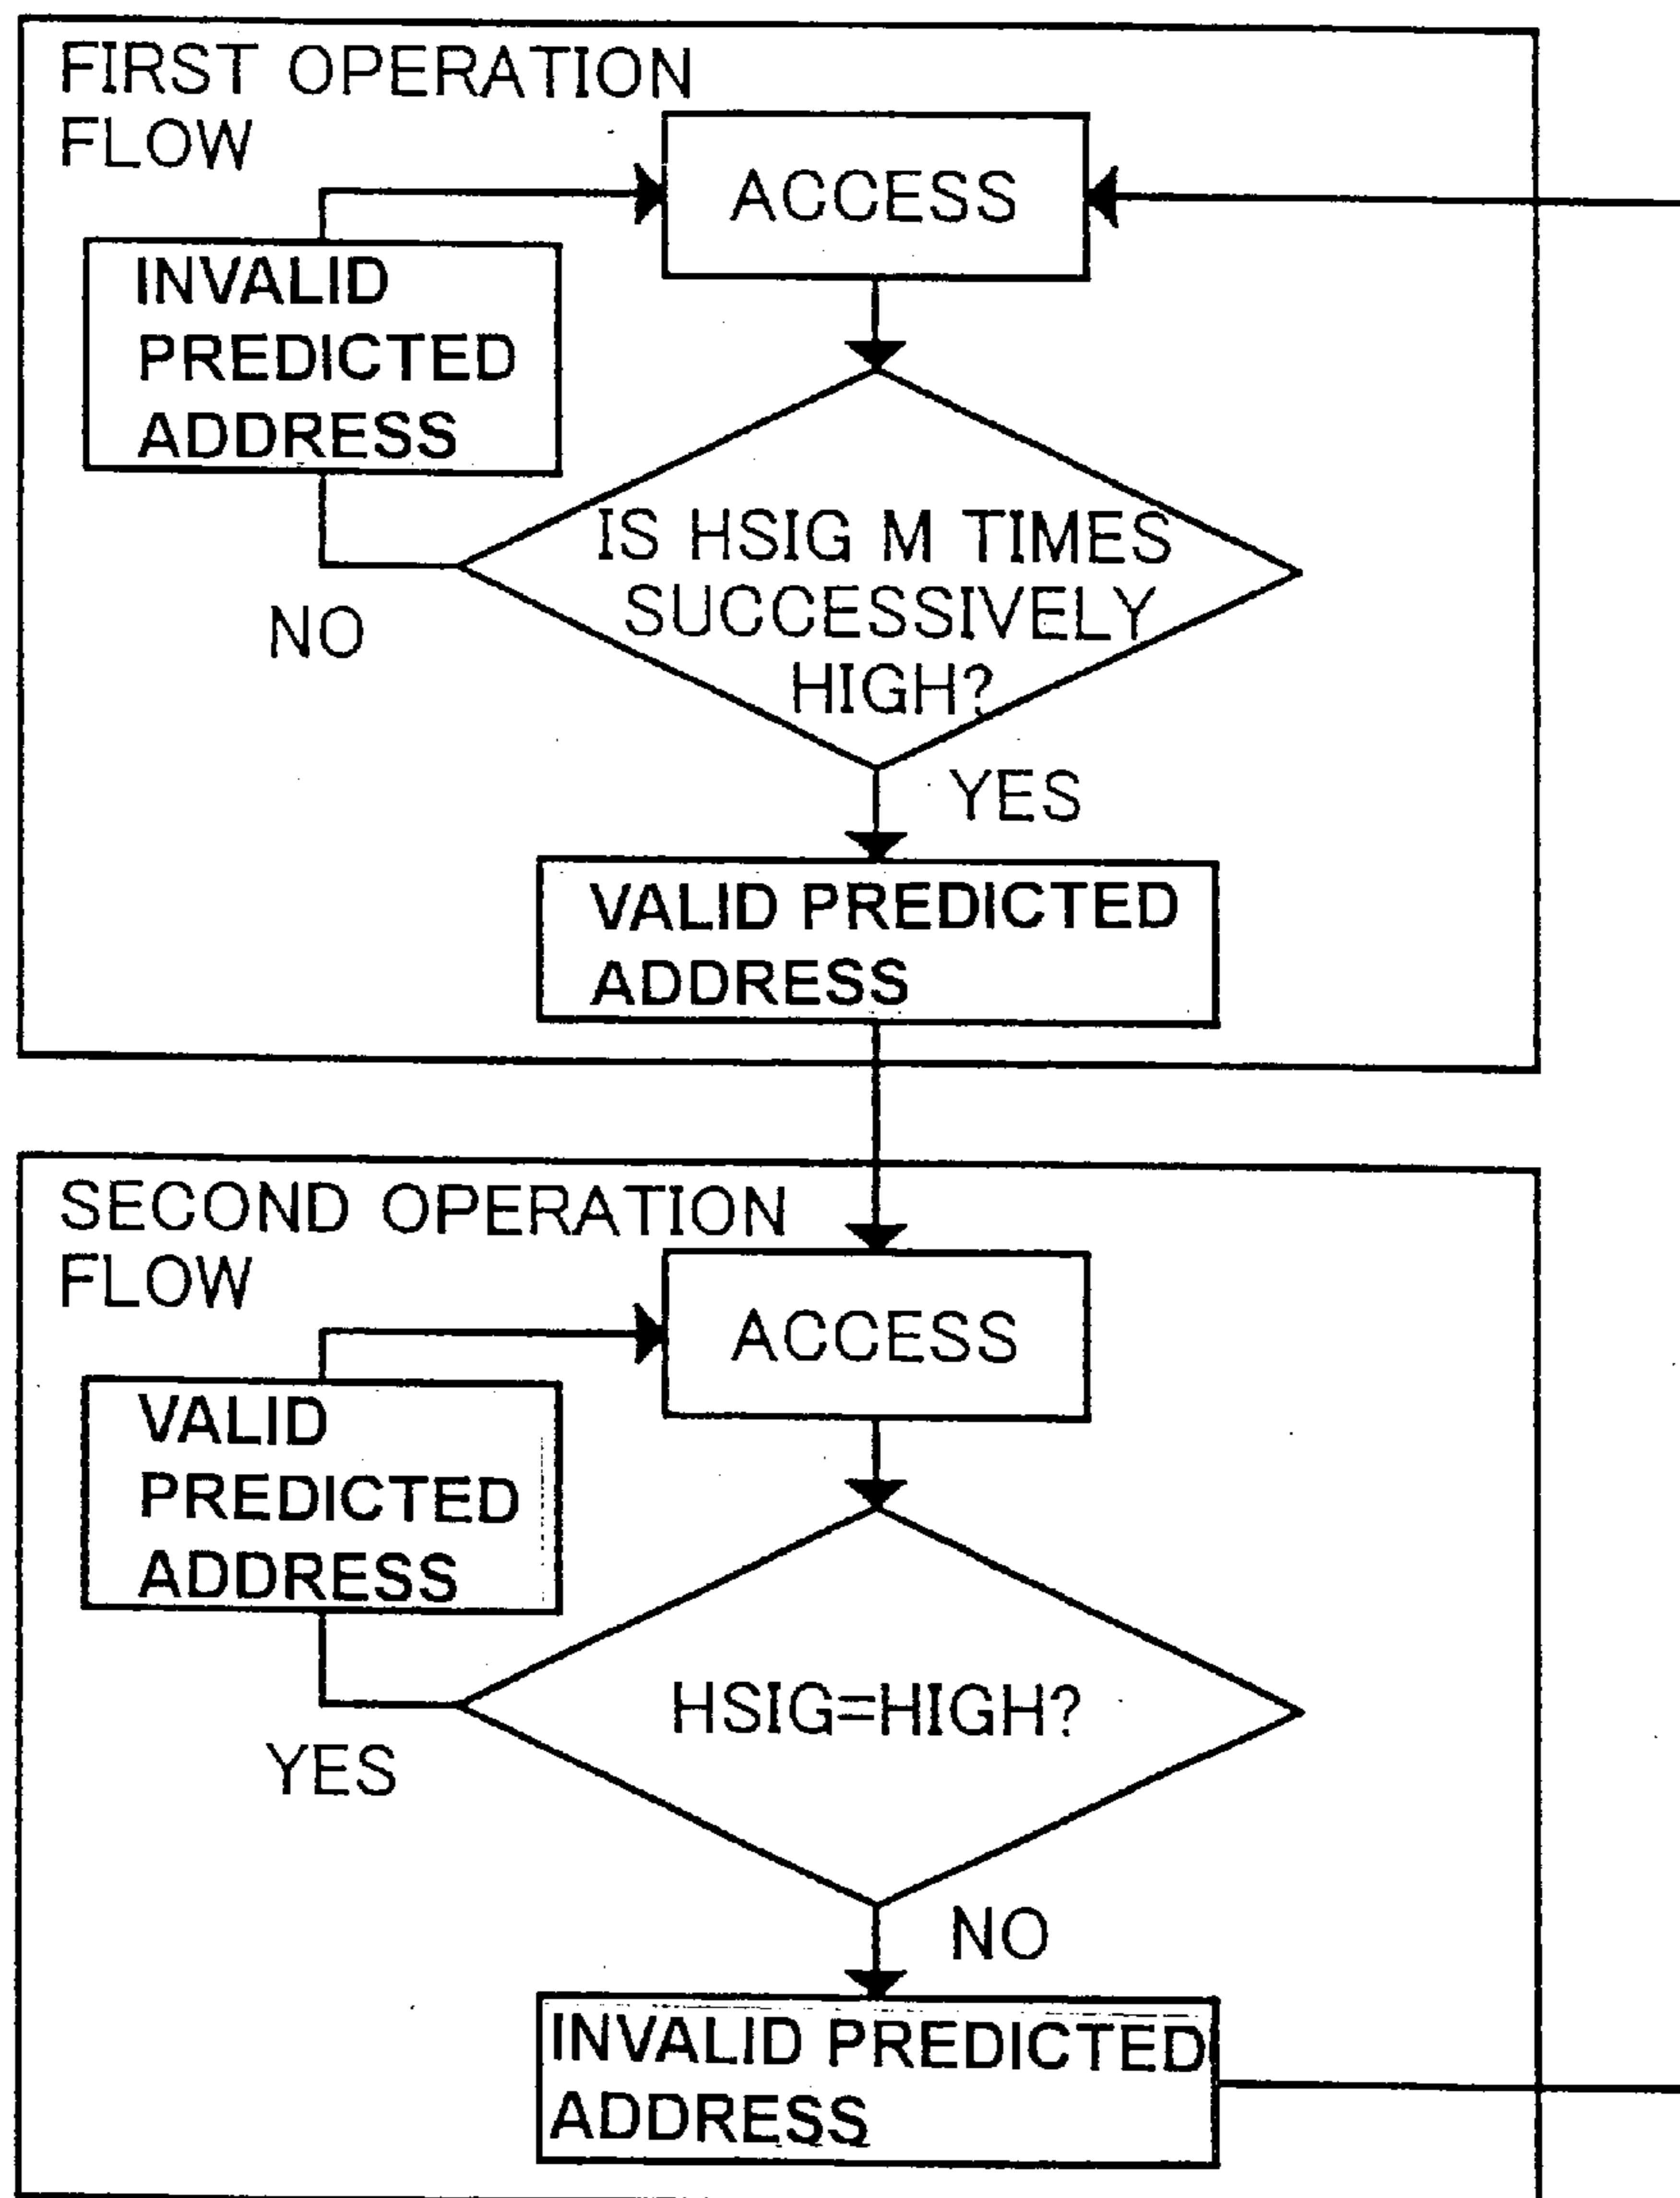 FIRST OPERATION
FLOW
ACCESS
INVALID
PREDICTED
ADDRESS
IS HSIG M TIMES
SUCCESSIVELY
HIGH?
NO
YES
VALID PREDICTED
ADDRESS
SECOND OPERATION
FLOW
ACCESS
VALID
PREDICTED
ADDRESS
HSIG=HIGH?
YES
NO
INVALID PREDICTED
ADDRESS